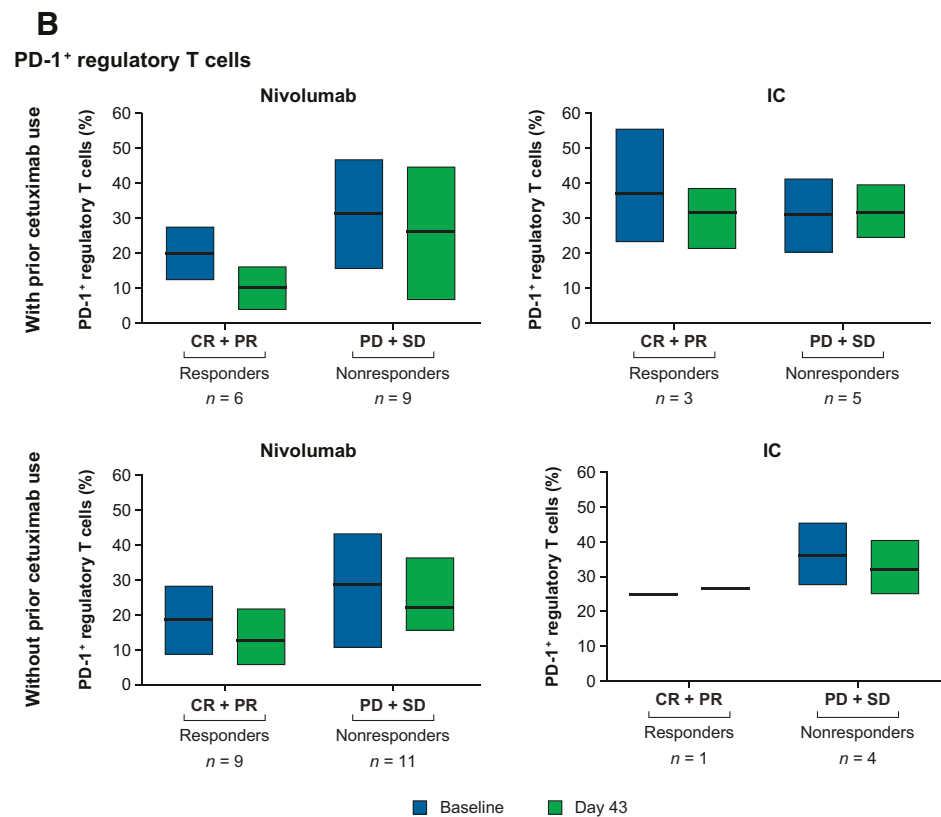 B
PD-1⁺ regulatory T cells
With prior cetuximab use
Nivolumab
PD-1⁺ regulatory T cells (%)
60
50
40
30
20
10
0
CR + PR
PD + SD
Responders
Nonresponders
n = 6
n = 9
IC
PD-1⁺ regulatory T cells (%)
60
50
40
30
20
10
0
CR + PR
PD + SD
Responders
Nonresponders
n = 3
n = 5
Without prior cetuximab use
Nivolumab
PD-1⁺ regulatory T cells (%)
60
50
40
30
20
10
0
CR + PR
PD + SD
Responders
Nonresponders
n = 9
n = 11
IC
PD-1⁺ regulatory T cells (%)
60
50
40
30
20
10
0
CR + PR
PD + SD
Responders
Nonresponders
n = 1
n = 4
Baseline
Day 43